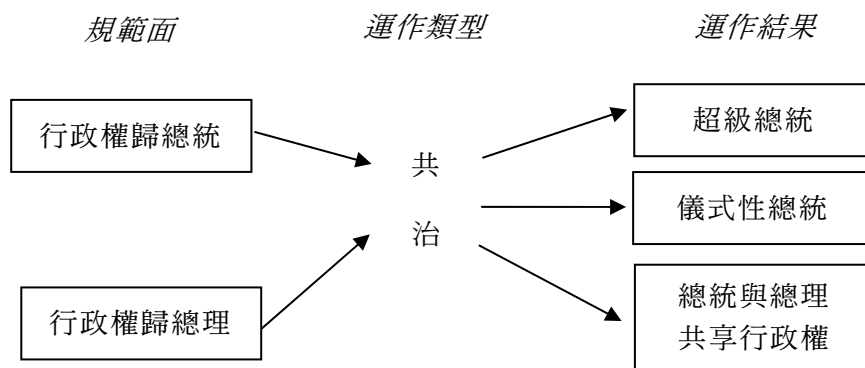 規範面
運作類型
運作結果
行政權歸總統
行政權歸總理
共
治
超級總統
儀式性總統
總統與總理
共享行政權